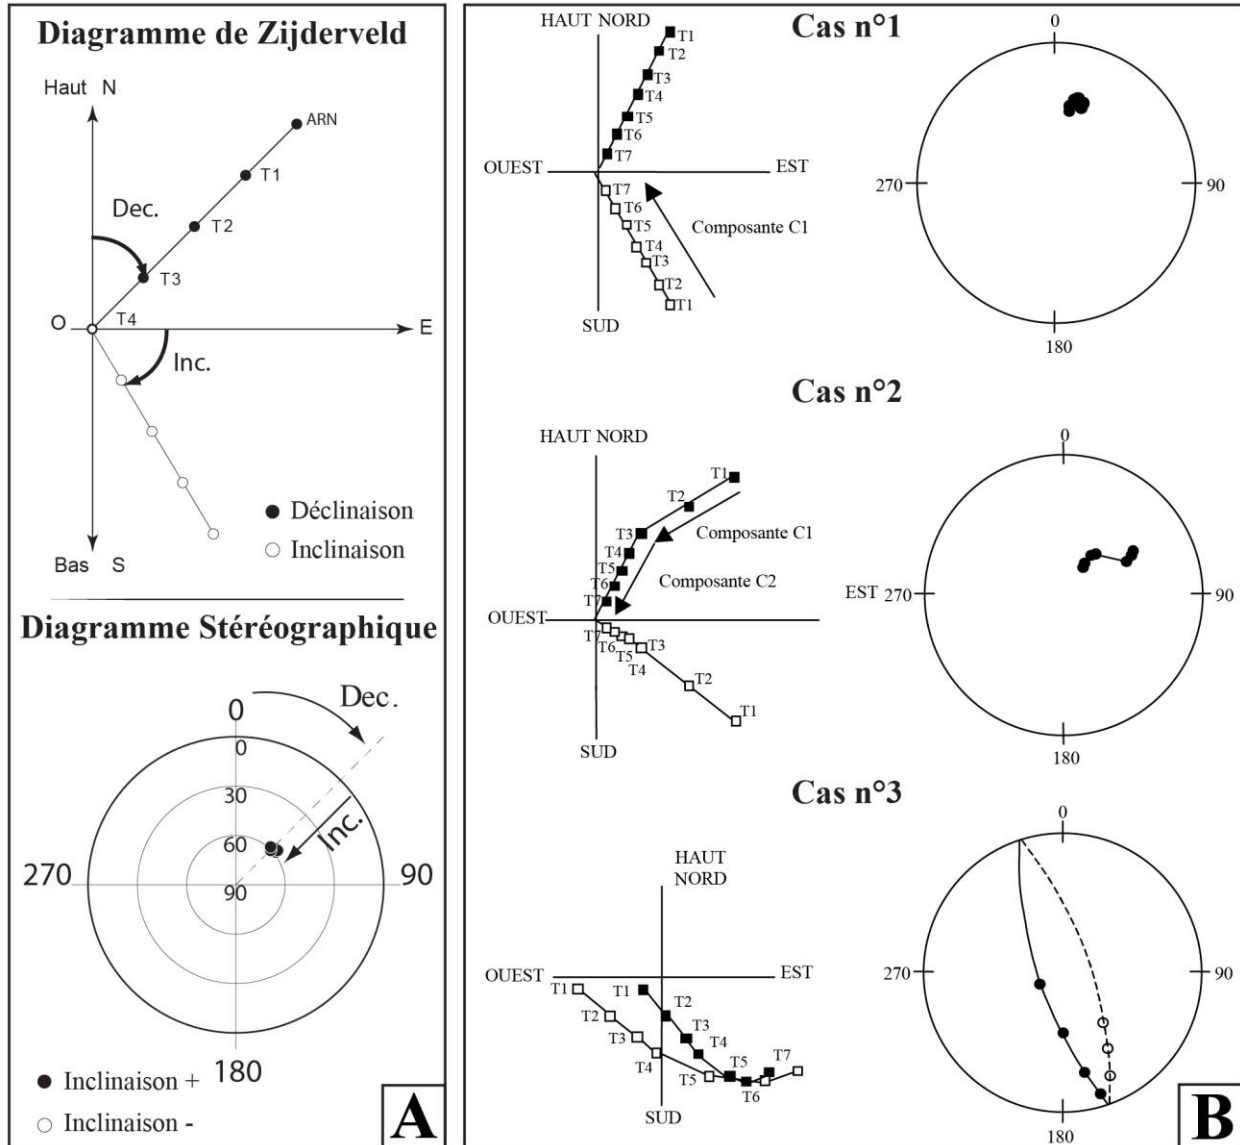 Diagramme de Zijderveld
Haut N
ARN
T1
Dec.
T2
T3
T4
O
E
Inc.
Déclinaison
Inclinaison
Bas S
Diagramme Stéréographique
Dec.
0
0
30
Inc.
60
270
90
90
180
Inclinaison +
Inclinaison -
A
Cas n°1
HAUT NORD
T1
T2
T3
T4
T5
T6
T7
OUEST
EST
T7
T6
T5
T4
T3
T2
T1
Composante C1
SUD
0
270
90
180
Cas n°2
HAUT NORD
T1
T2
T3
T4
T5
T6
T7
Composante C1
Composante C2
OUEST
T7
T6
T5
T4
T3
T2
T1
SUD
0
EST 270
90
180
Cas n°3
HAUT
NORD
OUEST
EST
T1
T1
T2
T2
T3
T3
T4
T4
T5
T5
T6
T7
SUD
0
270
90
180
B